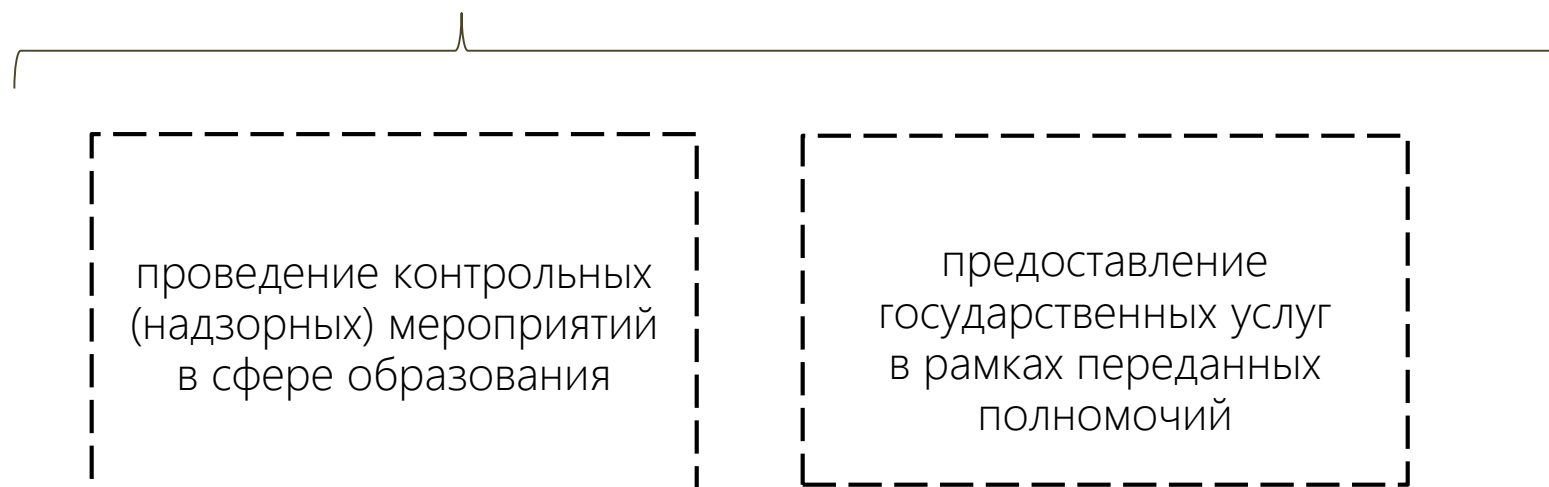 проведение контрольных
(надзорных) мероприятий
в сфере образования
предоставление
государственных услуг
в рамках переданных
полномочий